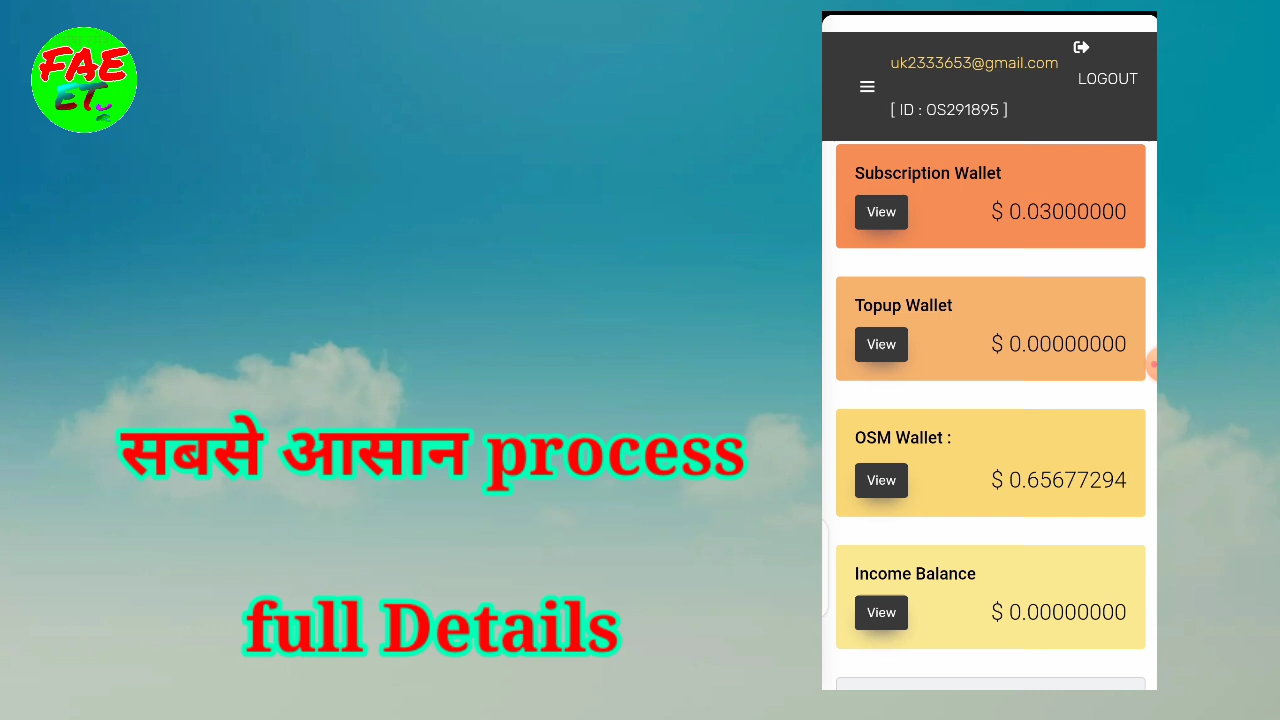 FAE
ET
uk2333653@gmail.com
LOGOUT
[ ID : OS291895 ]
Subscription Wallet
View
$ 0.03000000
Topup Wallet
View
$ 0.00000000
OSM Wallet :
View
$ 0.65677294
Income Balance
View
$ 0.00000000
सबसे आसान process
full Details